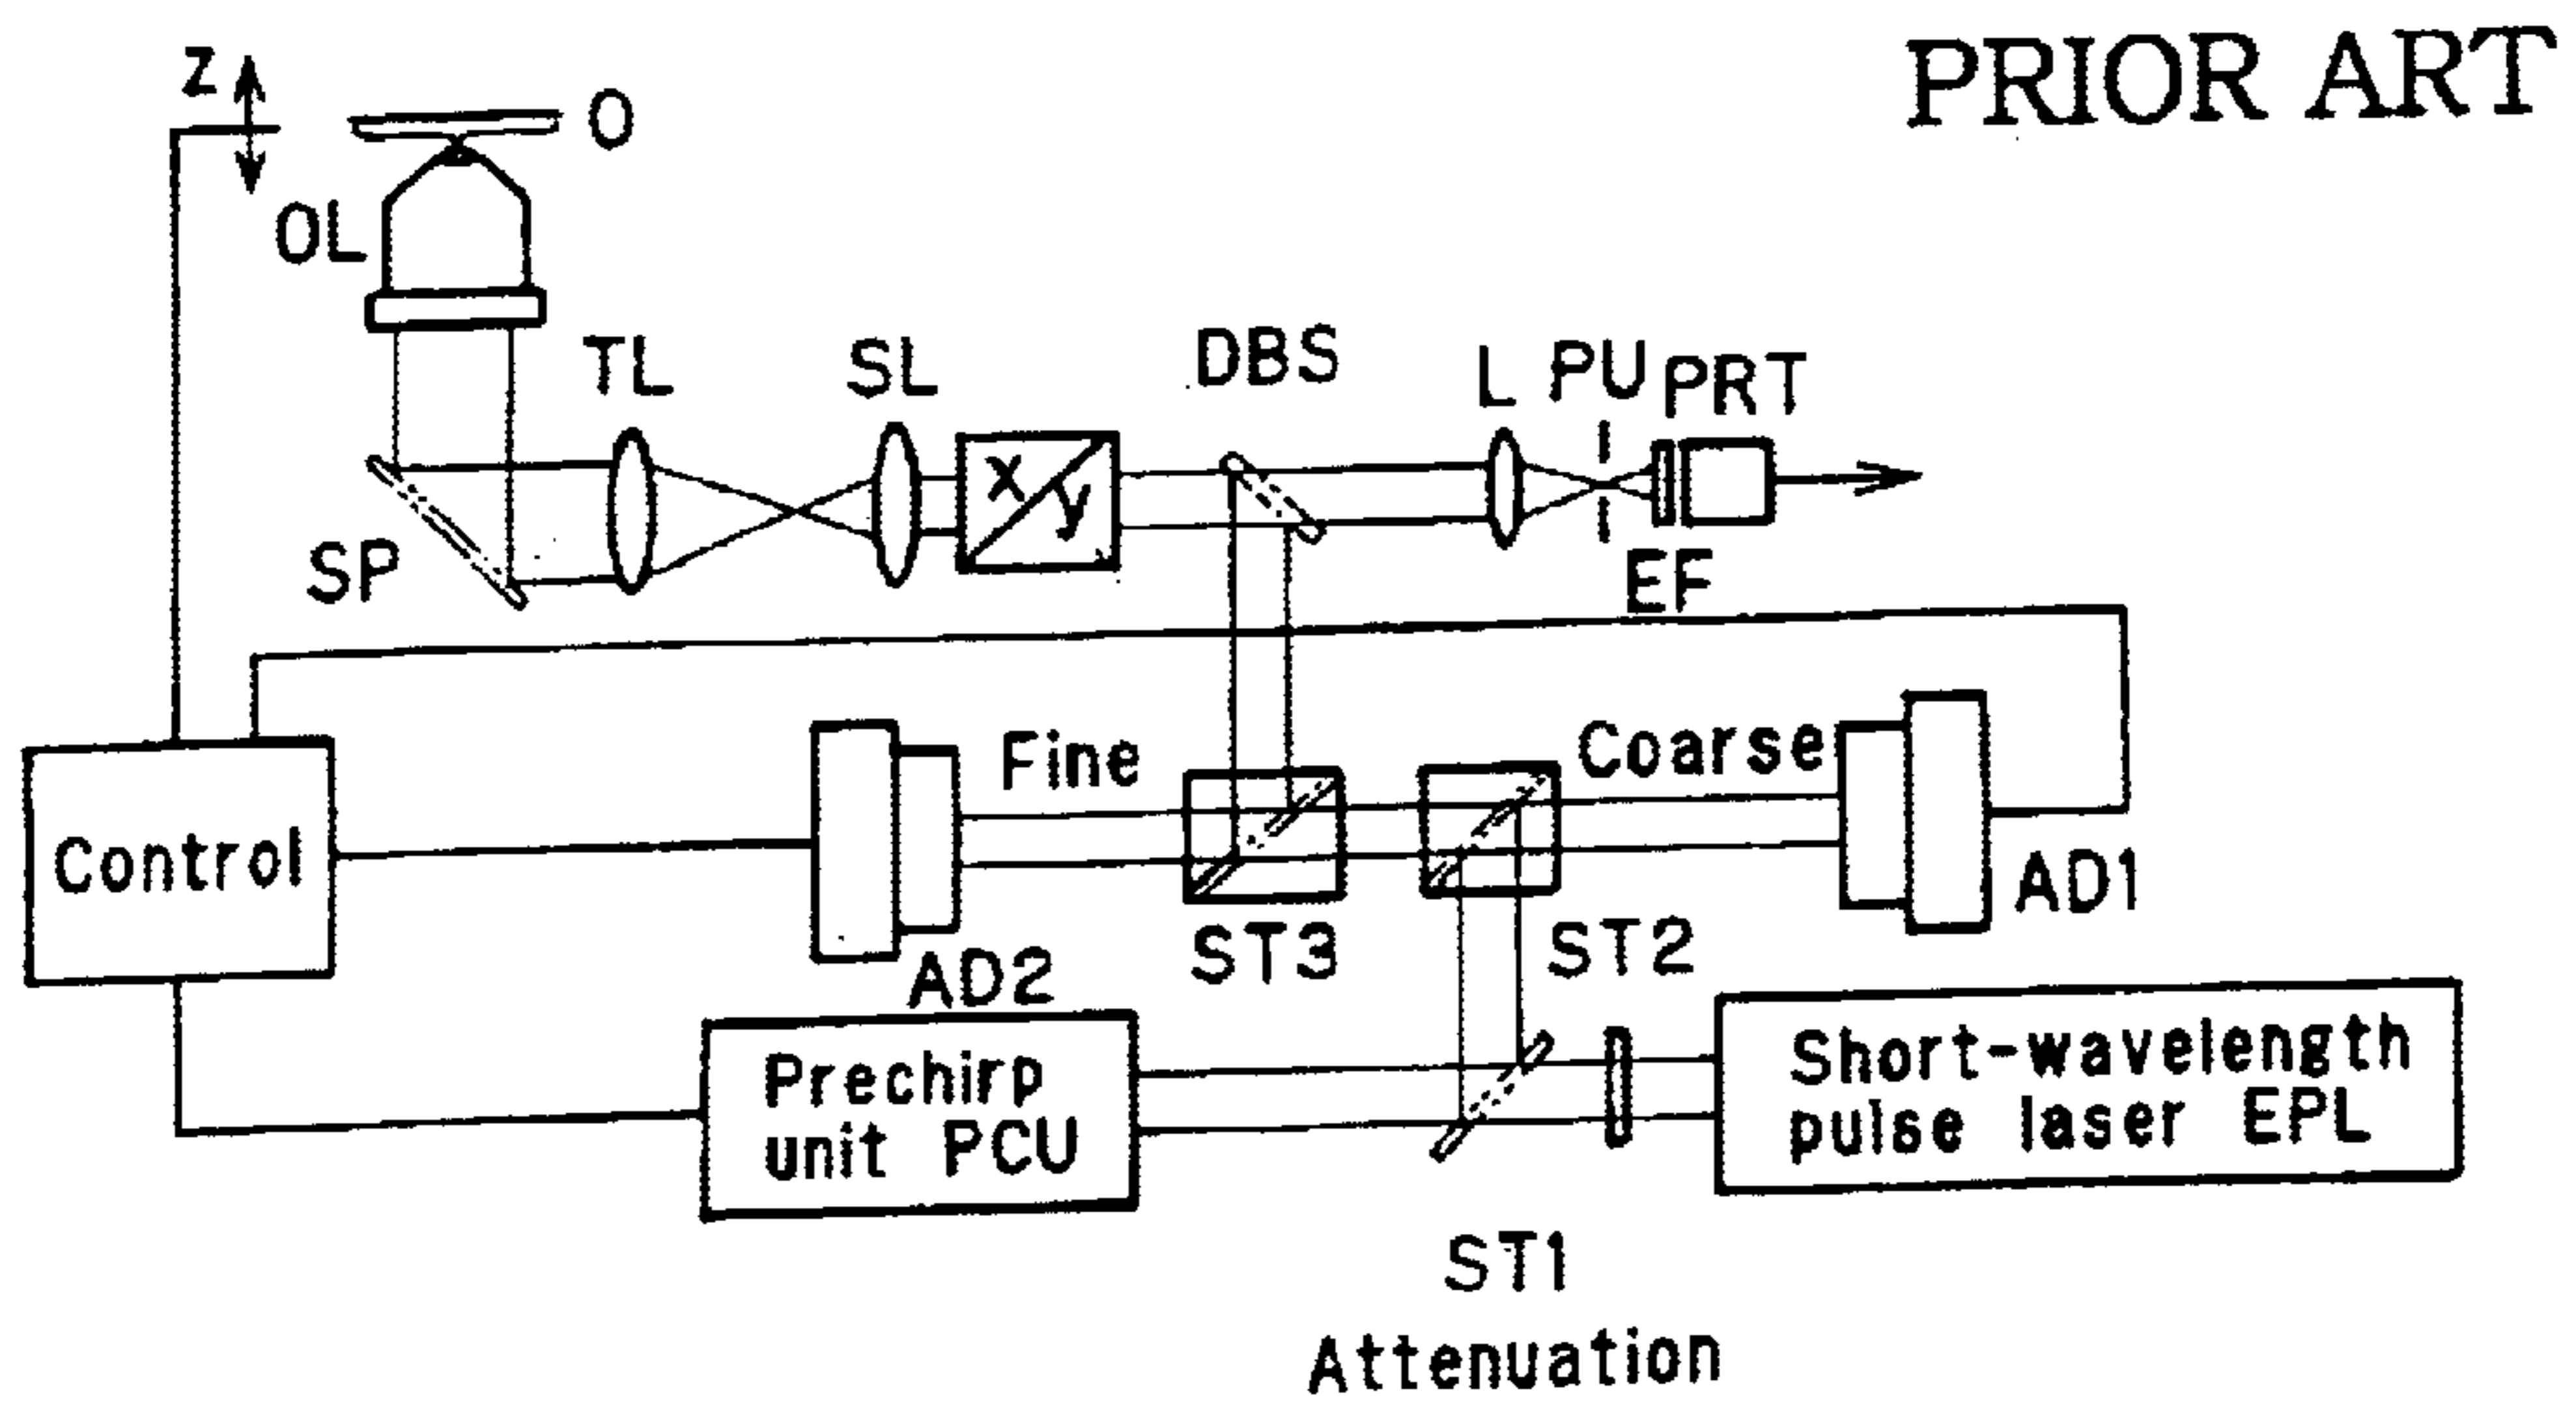 PRIOR ART
Z
O
OL
TL
SL
DBS
L
PU
PRT
X
y
SP
EF
Fine
Coarse
Control
AD1
ST3
ST2
AD2
Prechirp
unit PCU
Short-wavelength
pulse laser EPL
ST1
Attenuation